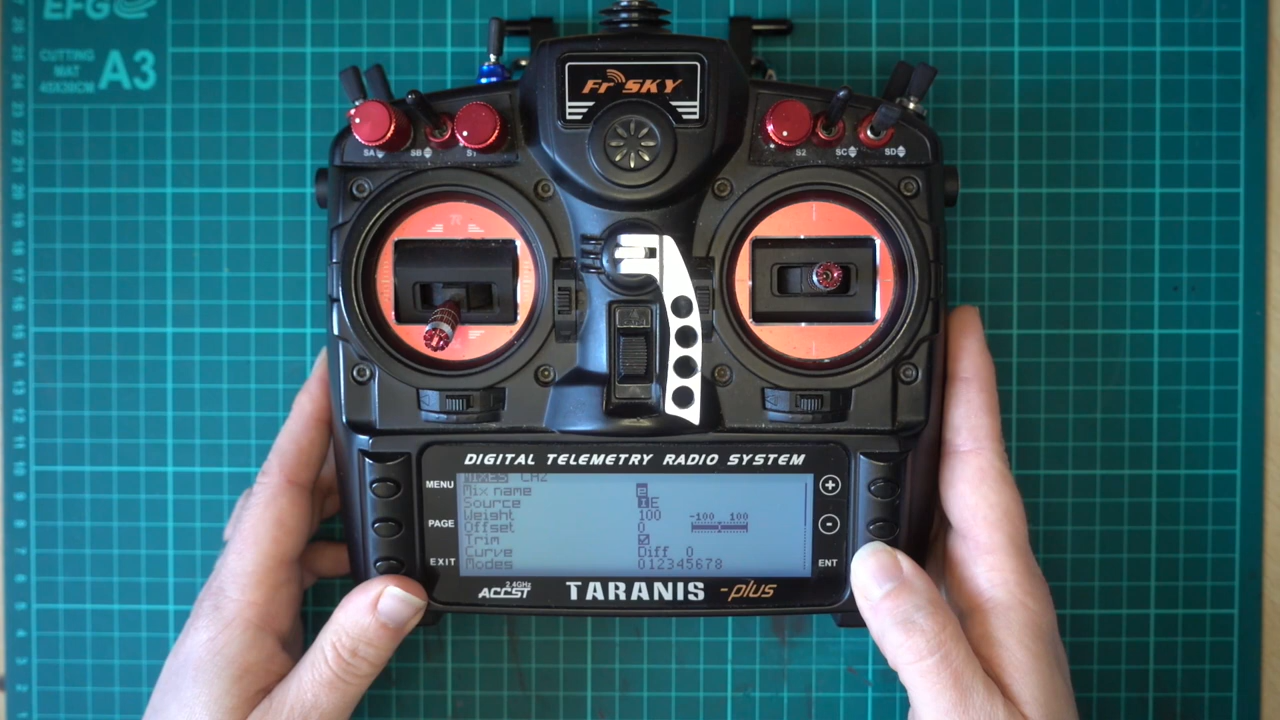 EFG
CUTTING
MAT
A3
FrSKY
SA
SB
S1
S2
SC
SD
DIGITAL TELEMETRY RADIO SYSTEM
MENU
PAGE
EXIT
MIXES CH2
Mix name e
Source IE
Weight 100 -100 100
Offset 0
Trim
Curve Diff 0
Modes 012345678
+
-
ENT
2.4GHz
ACCST
TARANIS -plus